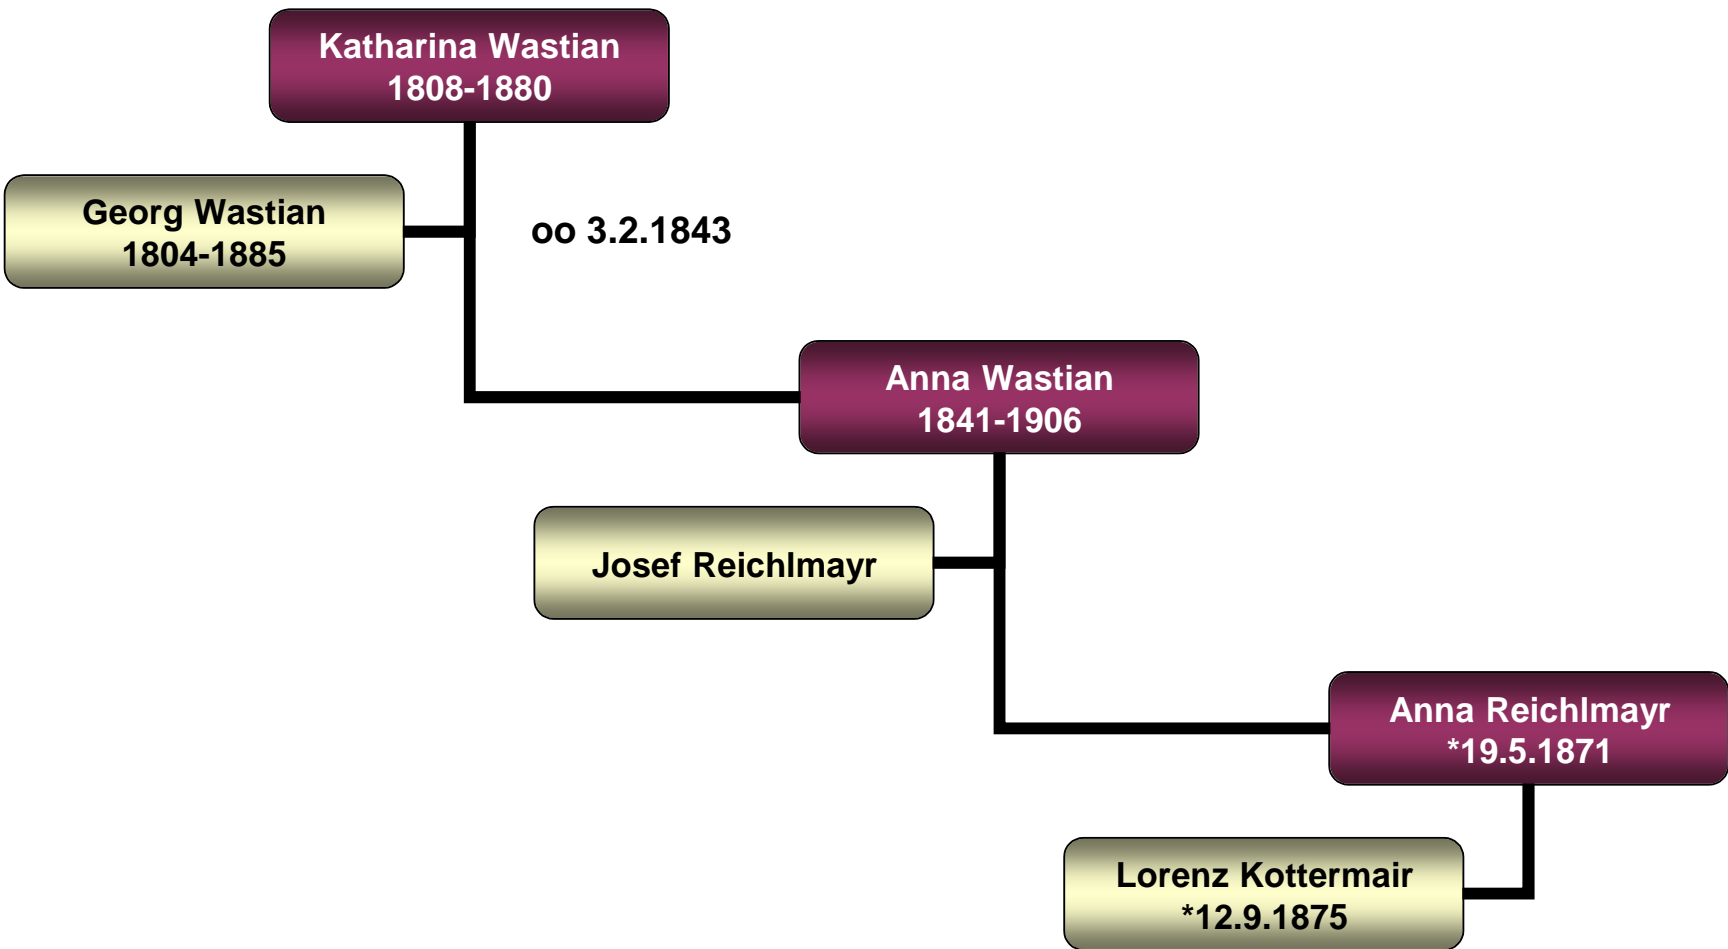 Katharina Wastian
1808-1880
Georg Wastian
1804-1885
oo 3.2.1843
Anna Wastian
1841-1906
Josef Reichlmayr
Anna Reichlmayr
*19.5.1871
Lorenz Kottermair
*12.9.1875